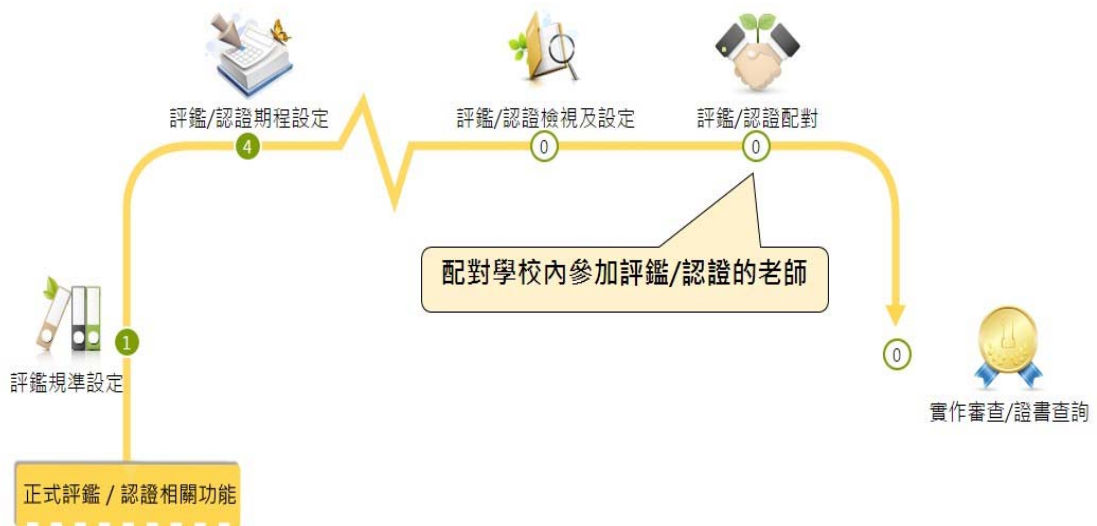 評鑑/認證期程設定
評鑑/認證檢視及設定
評鑑/認證配對
4
0
0
配對學校內參加評鑑/認證的老師
1
0
評鑑規準設定
實作審查/證書查詢
正式評鑑 / 認證相關功能